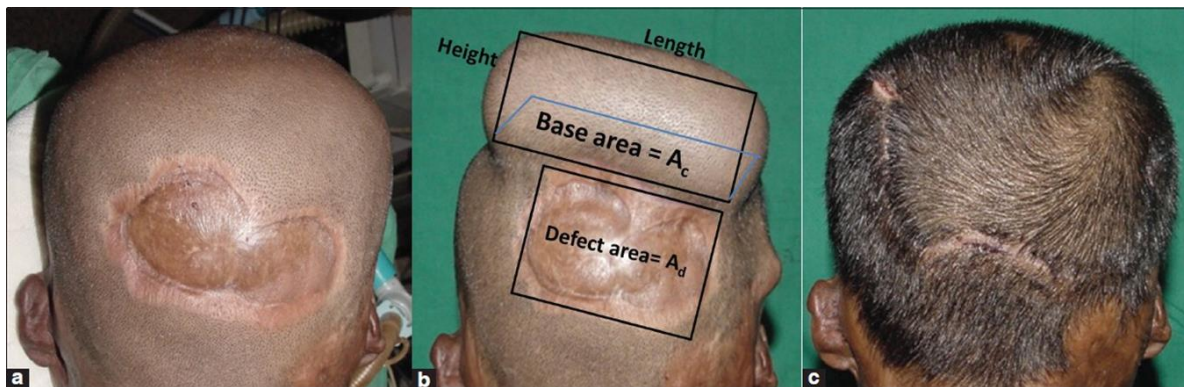 Height
Length
Base area = Ac
Defect area= Ad
a
b
c